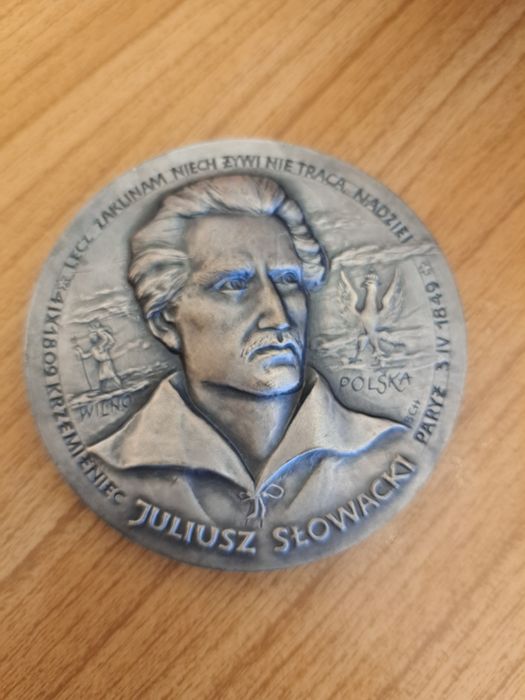 LECZ ZAKLINAM NIECH ŻYWI NIE TRACĄ NADZIEI
4 IX 1809 KRZEMIENIEC
JULIUSZ SŁOWACKI
PARYŻ 3 IV 1849
WILNO
POLSKA